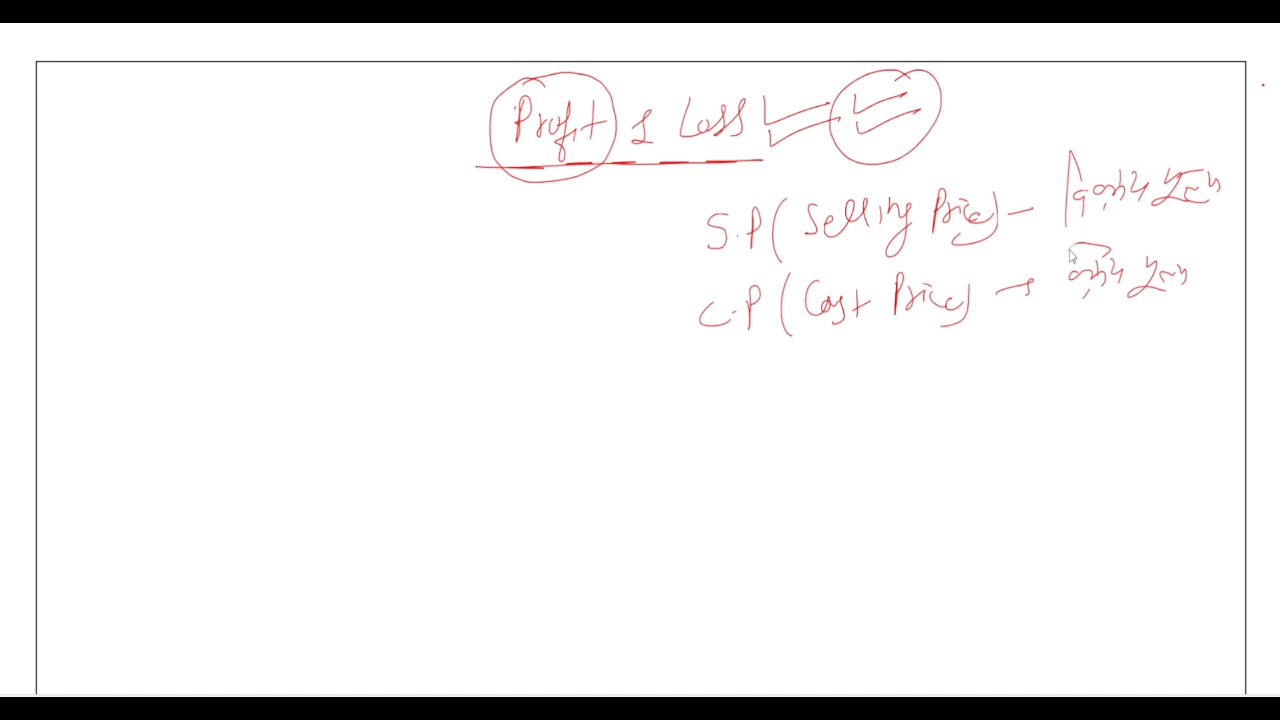 Profit & Loss
S.P ( Selling Price) -
C.P ( Cost Price) →